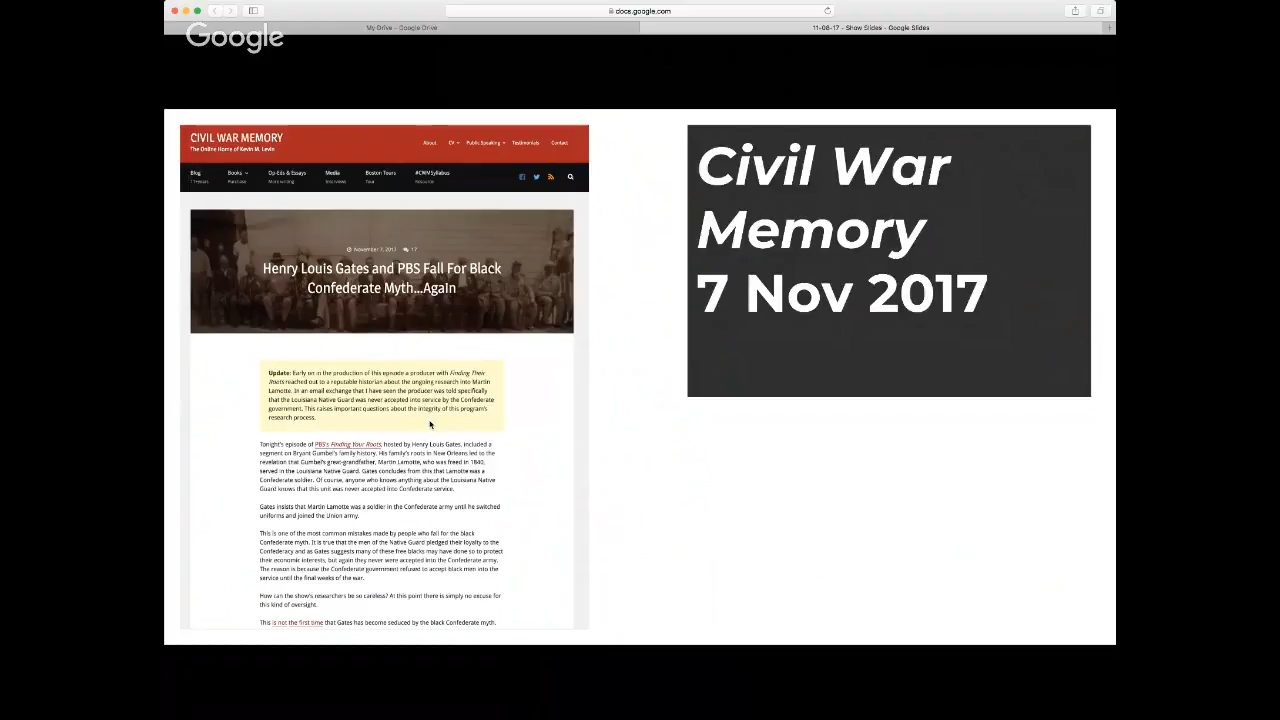 docs.google.com
My Drive - Google Drive
11-08-17 - Show Slides - Google Slides
Google
CIVIL WAR MEMORY
The Online Home of Kevin M. Levin
About CV Public Speaking Testimonials Contact
Blog Books Op-Eds & Essays Media Boston Tours #CWMSyllabus
Purchase More writing Interviews Tour Resource
November 7, 2017 17
Henry Louis Gates and PBS Fall For Black
Confederate Myth...Again
Update: Early on in the production of this episode a producer with Finding Their
Roots reached out to a reputable historian about the ongoing research into Martin
Lamotte. In an email exchange that I have seen the producer was told specifically
that the Louisiana Native Guard was never accepted into service by the Confederate
government. This raises important questions about the integrity of this program's
research process.
Tonight's episode of PBS's Finding Your Roots, hosted by Henry Louis Gates, included a
segment on Bryant Gumbel's family history. His family's roots in New Orleans led to the
revelation that Gumbel's great-grandfather, Martin Lamotte, who was freed in 1840,
served in the Louisiana Native Guard. Gates concludes from this that Lamotte was a
Confederate soldier. Of course, anyone who knows anything about the Louisiana Native
Guard knows that this unit was never accepted into Confederate service.
Gates insists that Martin Lamotte was a soldier in the Confederate army until he switched
uniforms and joined the Union army.
This is one of the most common mistakes made by people who fall for the black
Confederate myth. It is true that the men of the Native Guard pledged their loyalty to the
Confederacy and as Gates suggests many of these free blacks may have done so to protect
their economic interests, but again they never were accepted into the Confederate army.
The reason is because the Confederate government refused to accept black men into the
service until the final weeks of the war.
How can the show's researchers be so careless? At this point there is simply no excuse for
this kind of oversight.
This is not the first time that Gates has become seduced by the black Confederate myth.
Civil War
Memory
7 Nov 2017